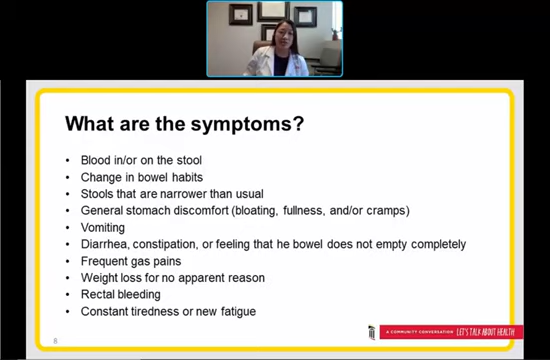 What are the symptoms?
• Blood in/or on the stool
• Change in bowel habits
• Stools that are narrower than usual
• General stomach discomfort (bloating, fullness, and/or cramps)
• Vomiting
• Diarrhea, constipation, or feeling that he bowel does not empty completely
• Frequent gas pains
• Weight loss for no apparent reason
• Rectal bleeding
• Constant tiredness or new fatigue
8
A COMMUNITY CONVERSATION LET'S TALK ABOUT HEALTH